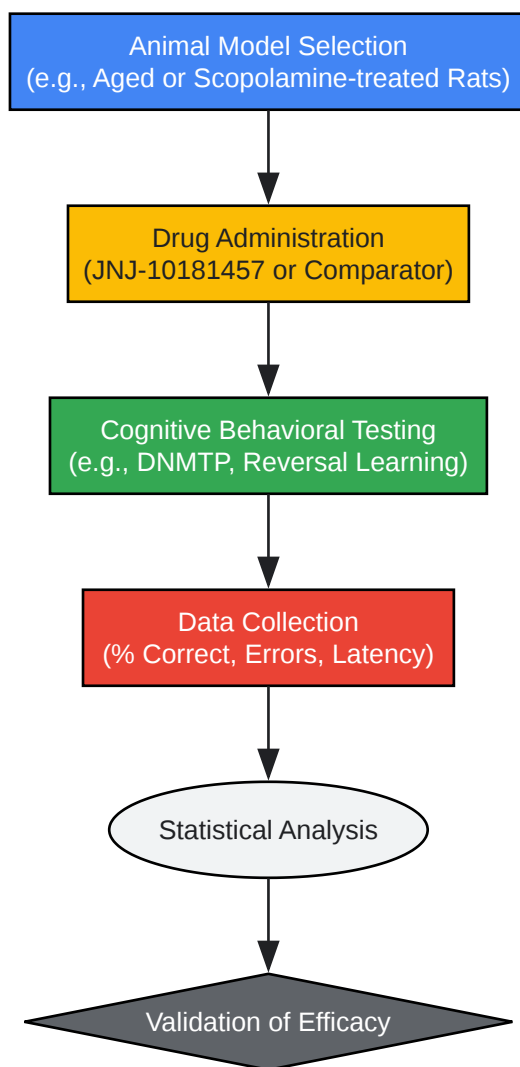 Animal Model Selection
(e.g., Aged or Scopolamine-treated Rats)
Drug Administration
(JNJ-10181457 or Comparator)
Cognitive Behavioral Testing
(e.g., DNMTP, Reversal Learning)
Data Collection
(% Correct, Errors, Latency)
Statistical Analysis
Validation of Efficacy